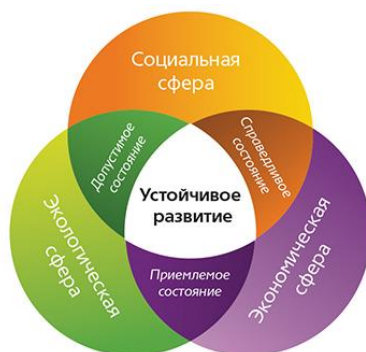 Социальная
сфера
Допустимое
состояние
Справедливое
состояние
Устойчивое
развитие
Экологическая
сфера
Приемлемое
состояние
Экономическая
сфера